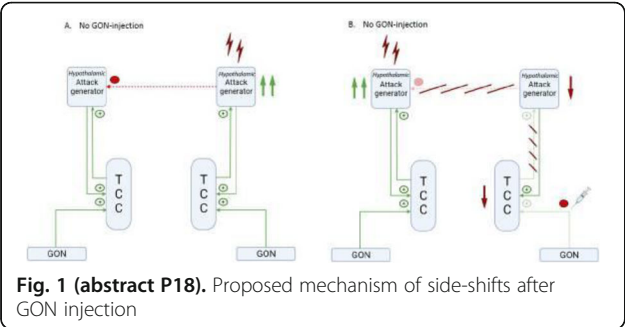 A. No GON-injection
B. No GON-injection
Hypothalamic
Attack
generator
Hypothalamic
Attack
generator
Hypothalamic
Attack
generator
Hypothalamic
Attack
generator
T
C
C
T
C
C
T
C
C
T
C
C
GON
GON
GON
GON
Fig. 1 (abstract P18). Proposed mechanism of side-shifts after
GON injection